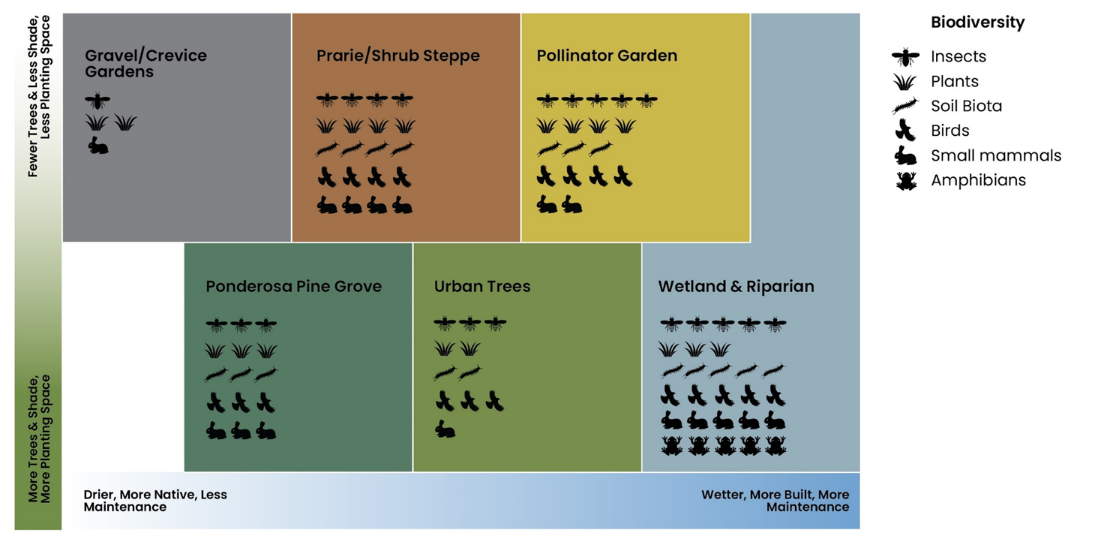 Fewer Trees & Less Shade,
Less Planting Space
More Trees & Shade,
More Planting Space
Gravel/Crevice
Gardens
Prarie/Shrub Steppe
Pollinator Garden
Ponderosa Pine Grove
Urban Trees
Wetland & Riparian
Drier, More Native, Less
Maintenance
Wetter, More Built, More
Maintenance
Biodiversity
Insects
Plants
Soil Biota
Birds
Small mammals
Amphibians